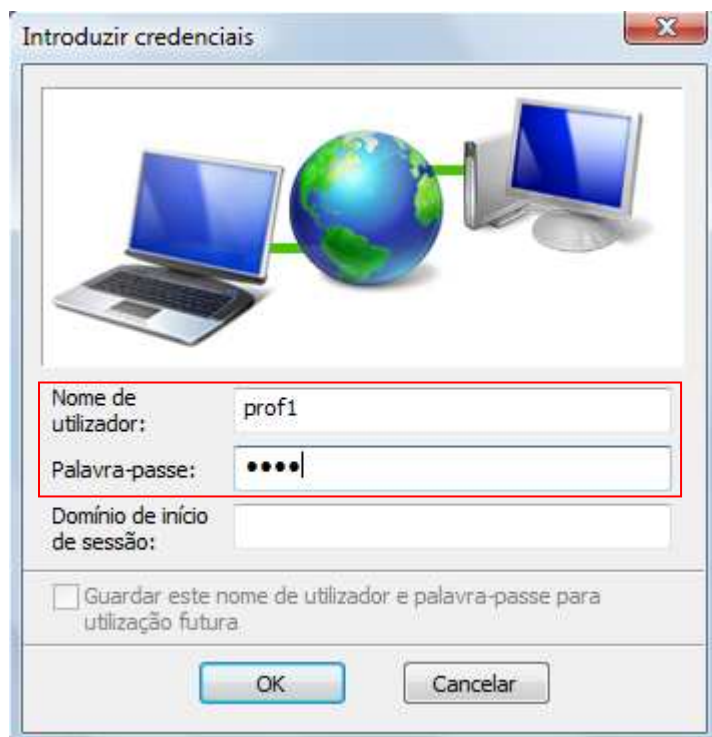 Introduzir credenciais
Nome de
utilizador:
prof1
Palavra-passe:
••••
Domínio de início
de sessão:
Guardar este nome de utilizador e palavra-passe para
utilização futura
OK
Cancelar